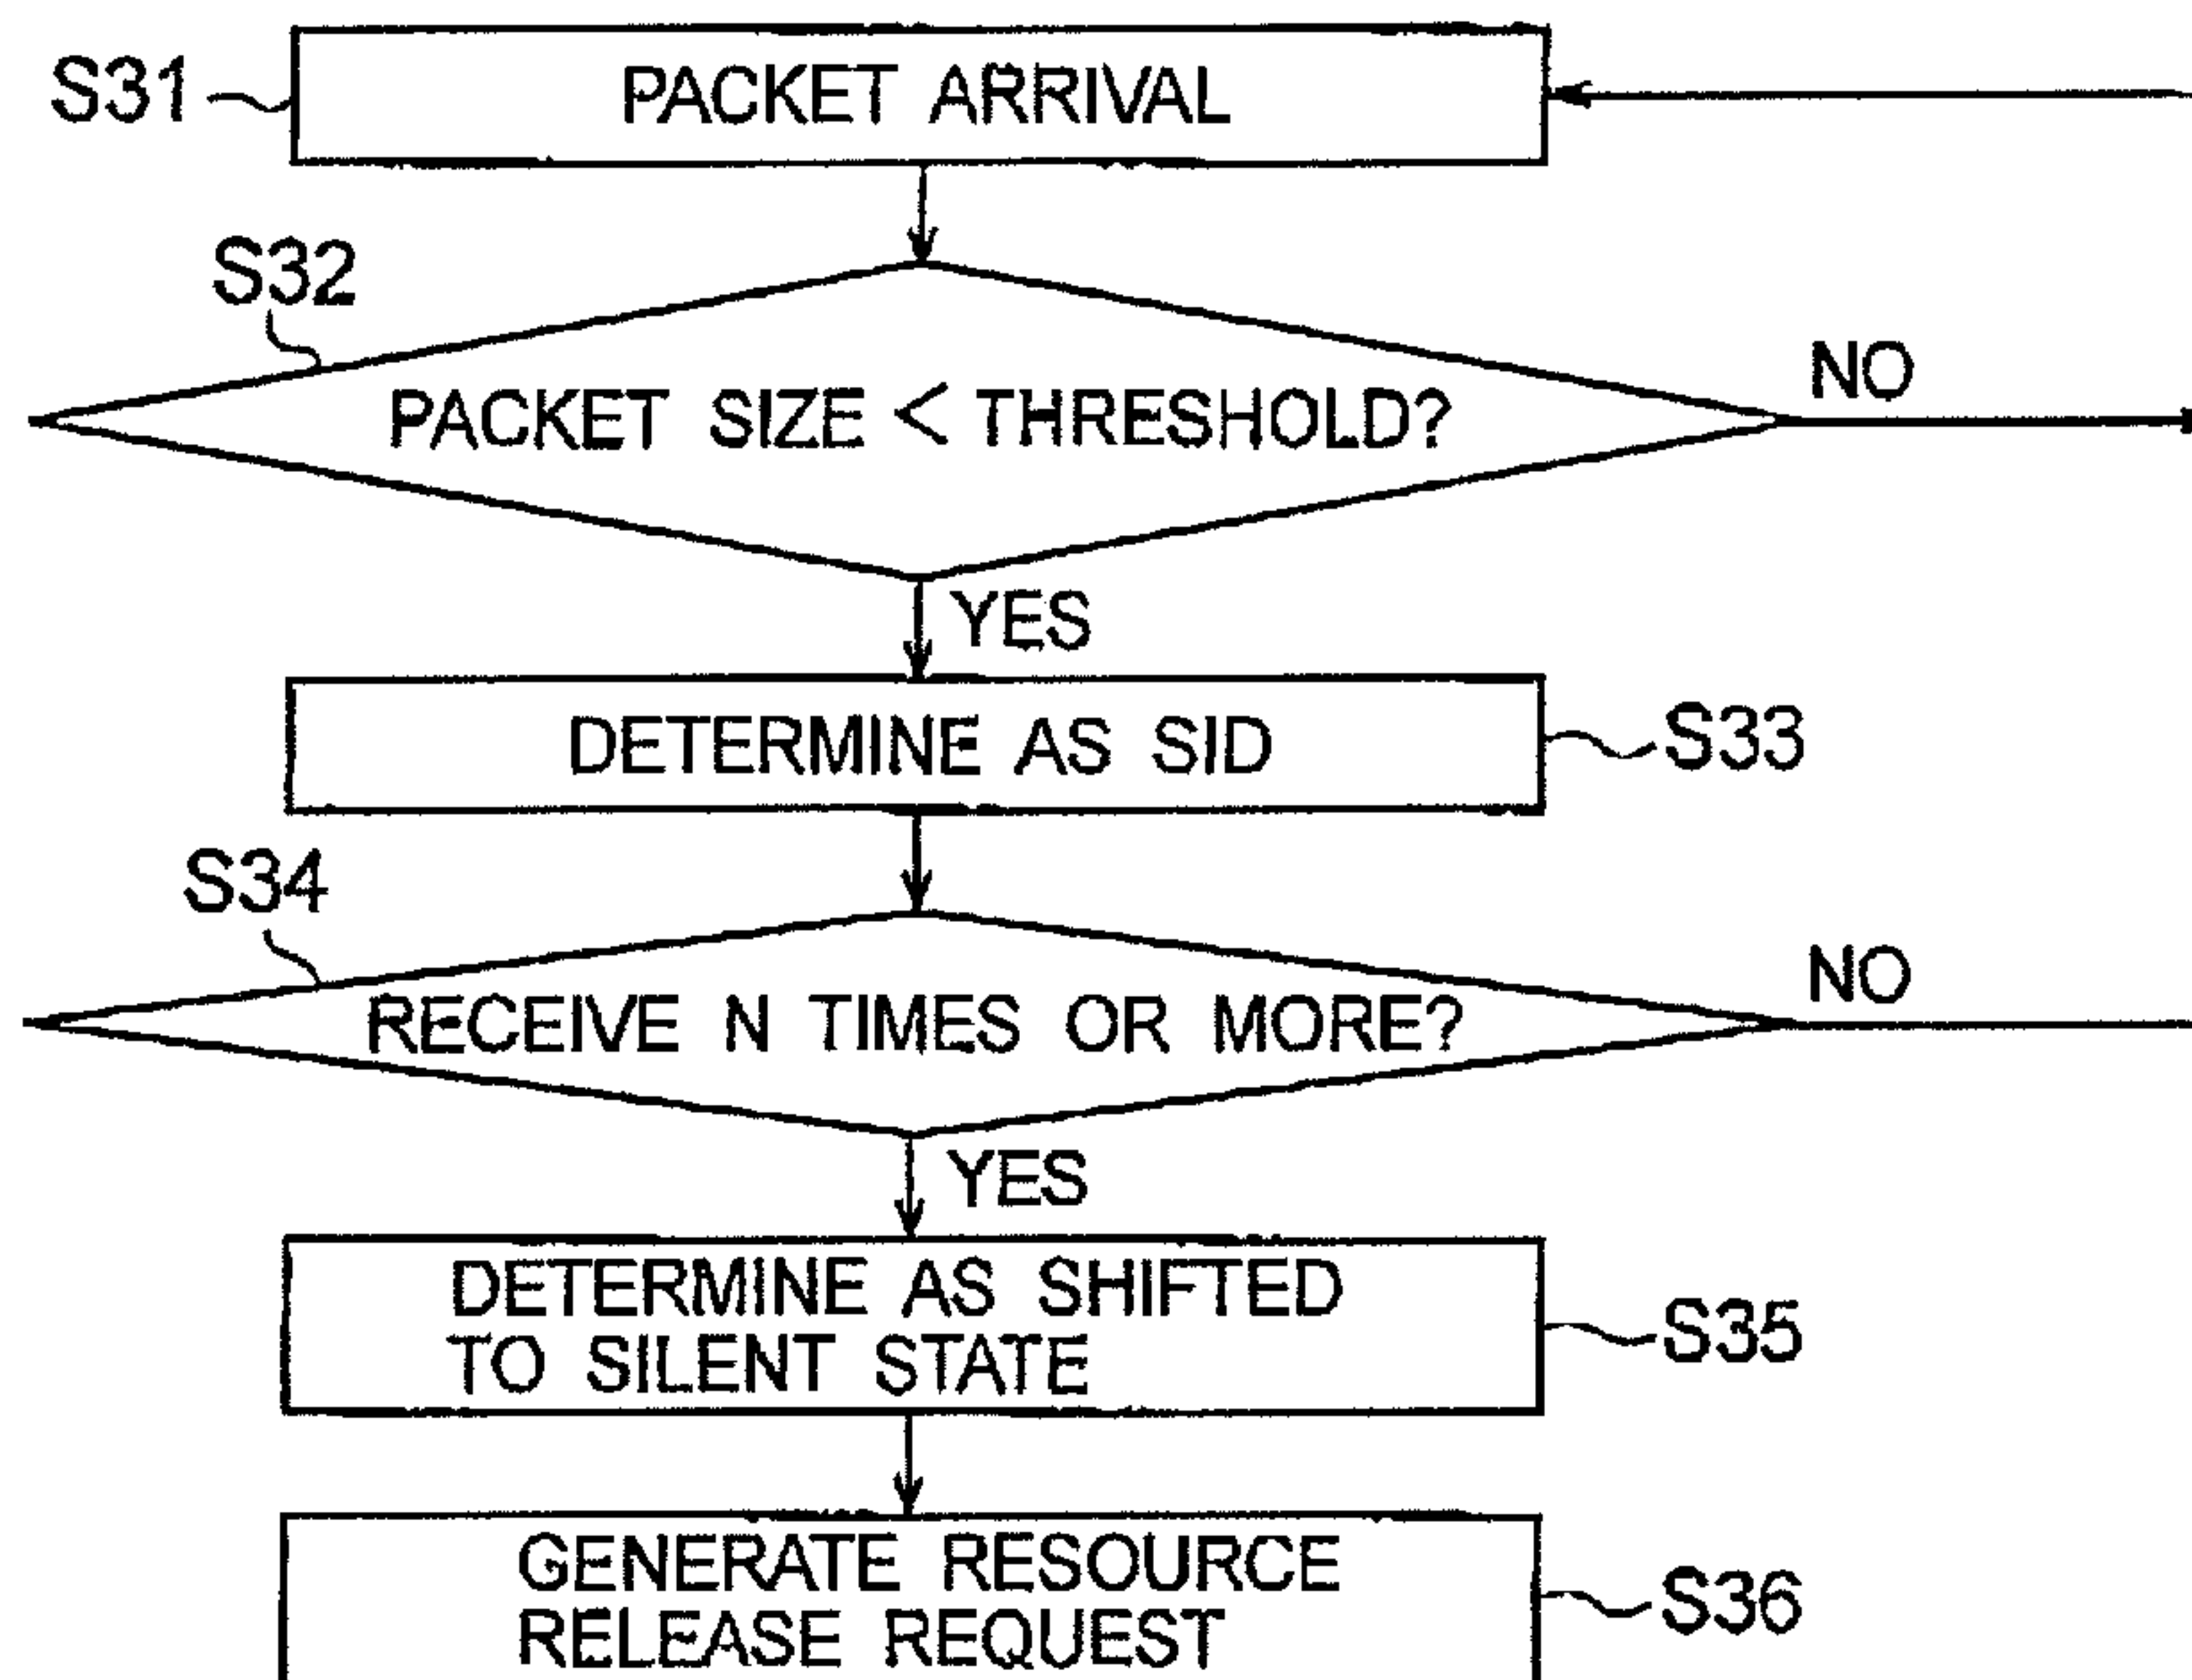 S31
PACKET ARRIVAL
S32
PACKET SIZE < THRESHOLD?
NO
YES
DETERMINE AS SID
S33
S34
RECEIVE N TIMES OR MORE?
NO
YES
DETERMINE AS SHIFTED
TO SILENT STATE
S35
GENERATE RESOURCE
RELEASE REQUEST
S36